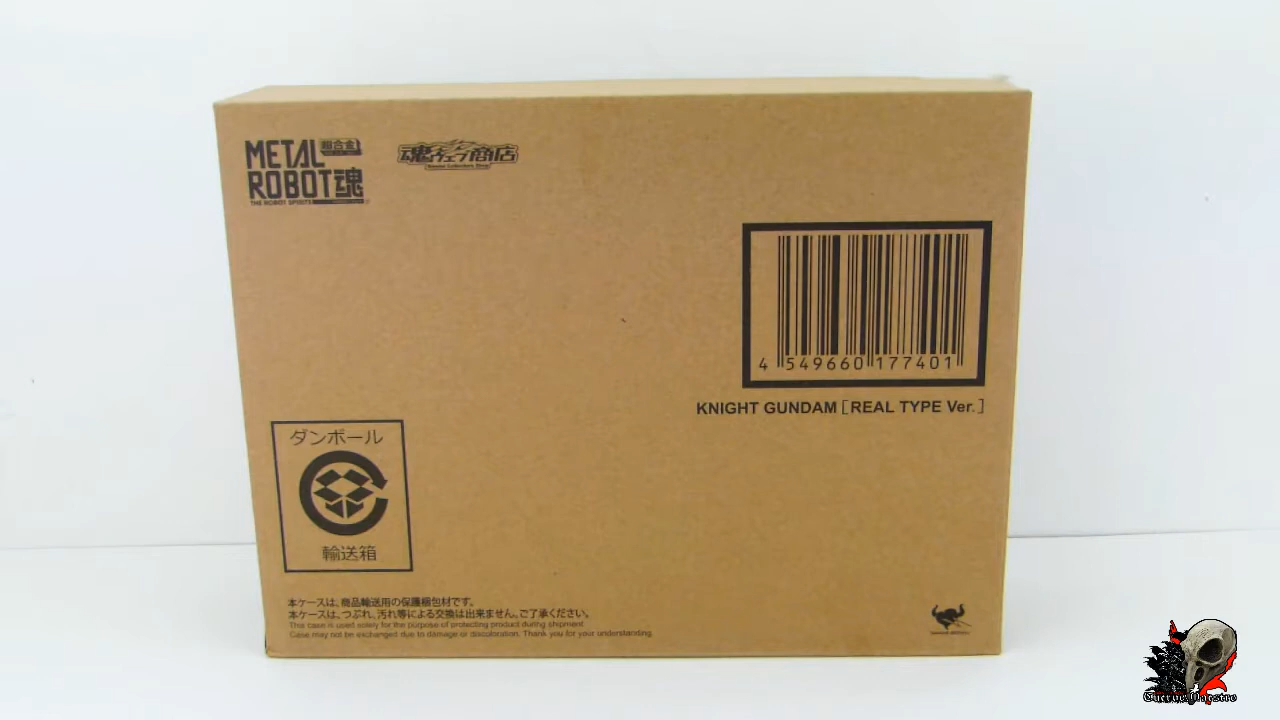 METAL 超合金
ROBOT魂
THE ROBOT SPIRITS
魂ウェブ商店
4 549660 177401
KNIGHT GUNDAM [REAL TYPE Ver.]
ダンボール
輸送箱
本ケースは、商品輸送用の保護梱包材です。
本ケースは、つぶれ、汚れ等による交換は出来ません。ご了承ください。
This case is used solely for the purpose of protecting product during shipment.
Case may not be exchanged due to damage or discoloration. Thank you for your understanding.